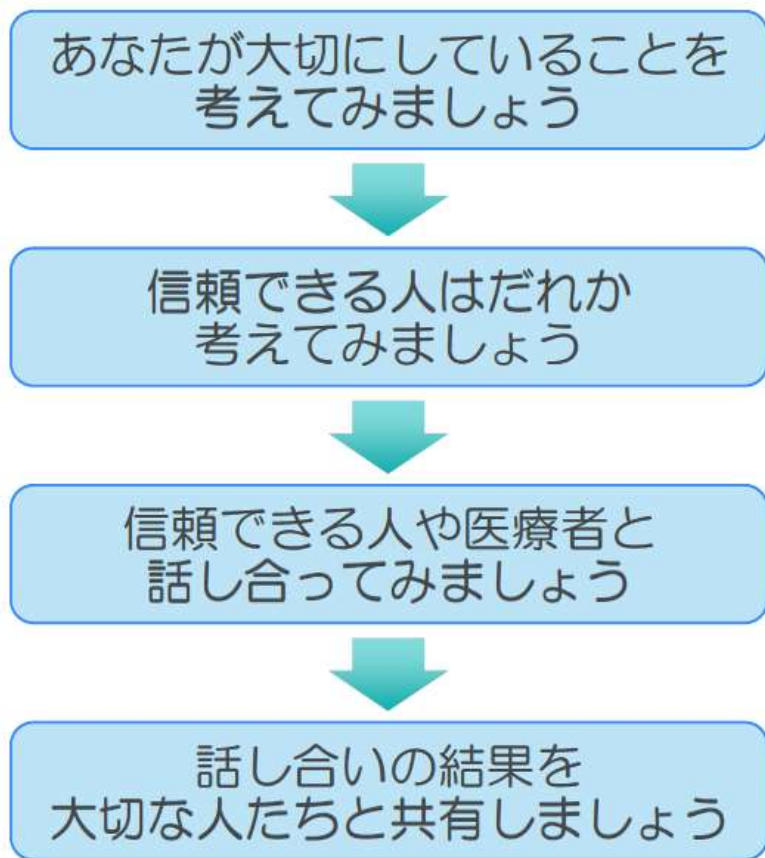 あなたが大切にしていることを
考えてみましょう
信頼できる人はだれか
考えてみましょう
信頼できる人や医療者と
話し合ってみましょう
話し合いの結果を
大切な人たちと共有しましょう